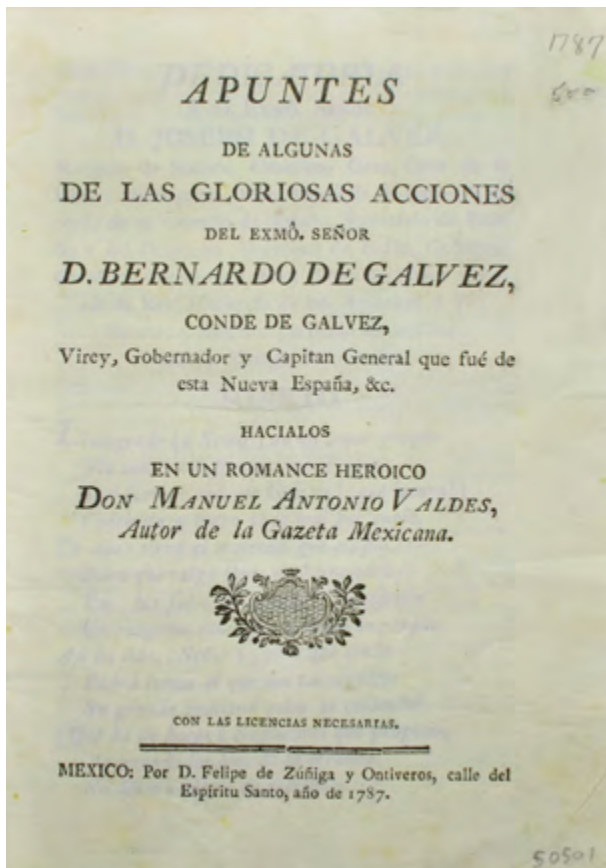 1787
500
APUNTES
DE ALGUNAS
DE LAS GLORIOSAS ACCIONES
DEL EXMÔ. SEÑOR
D. BERNARDO DE GALVEZ,
CONDE DE GALVEZ,
Virey, Gobernador y Capitan General que fué de
esta Nueva España, &c.
HACIALOS
EN UN ROMANCE HEROICO
DON MANUEL ANTONIO VALDES,
Autor de la Gazeta Mexicana.
CON LAS LICENCIAS NECESARIAS.
MEXICO: Por D. Felipe de Zúñiga y Ontiveros, calle del
Espíritu Santo, año de 1787.
50501